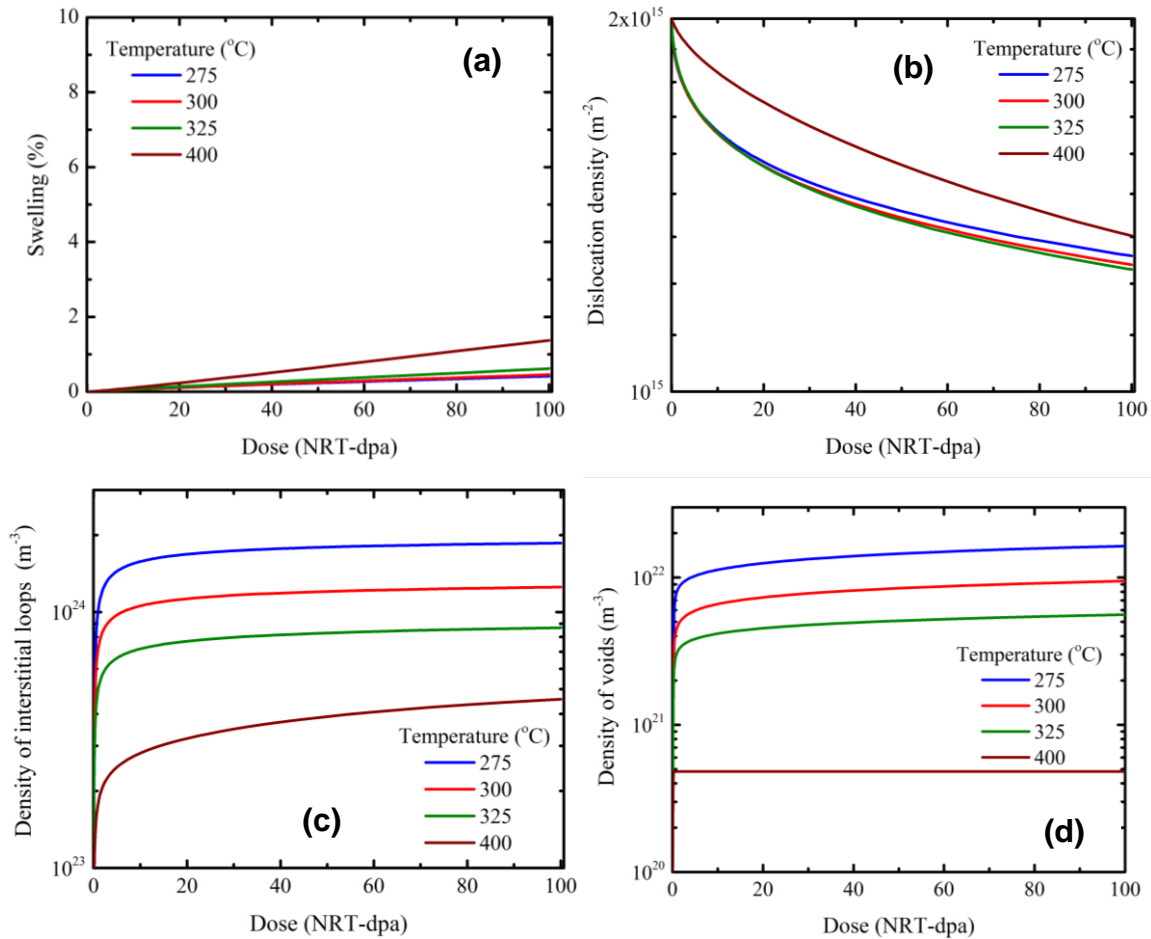 (a)
Temperature (°C)
275
300
325
400
Swelling (%)
10
8
6
4
2
0
0 20 40 60 80 100
Dose (NRT-dpa)
(b)
Temperature (°C)
275
300
325
400
Dislocation density (m⁻²)
2x10¹⁵
10¹⁵
0 20 40 60 80 100
Dose (NRT-dpa)
(c)
Temperature (°C)
275
300
325
400
Density of interstitial loops (m⁻³)
10²⁴
10²³
0 20 40 60 80 100
Dose (NRT-dpa)
(d)
Temperature (°C)
275
300
325
400
Density of voids (m⁻³)
10²²
10²¹
10²⁰
0 20 40 60 80 100
Dose (NRT-dpa)